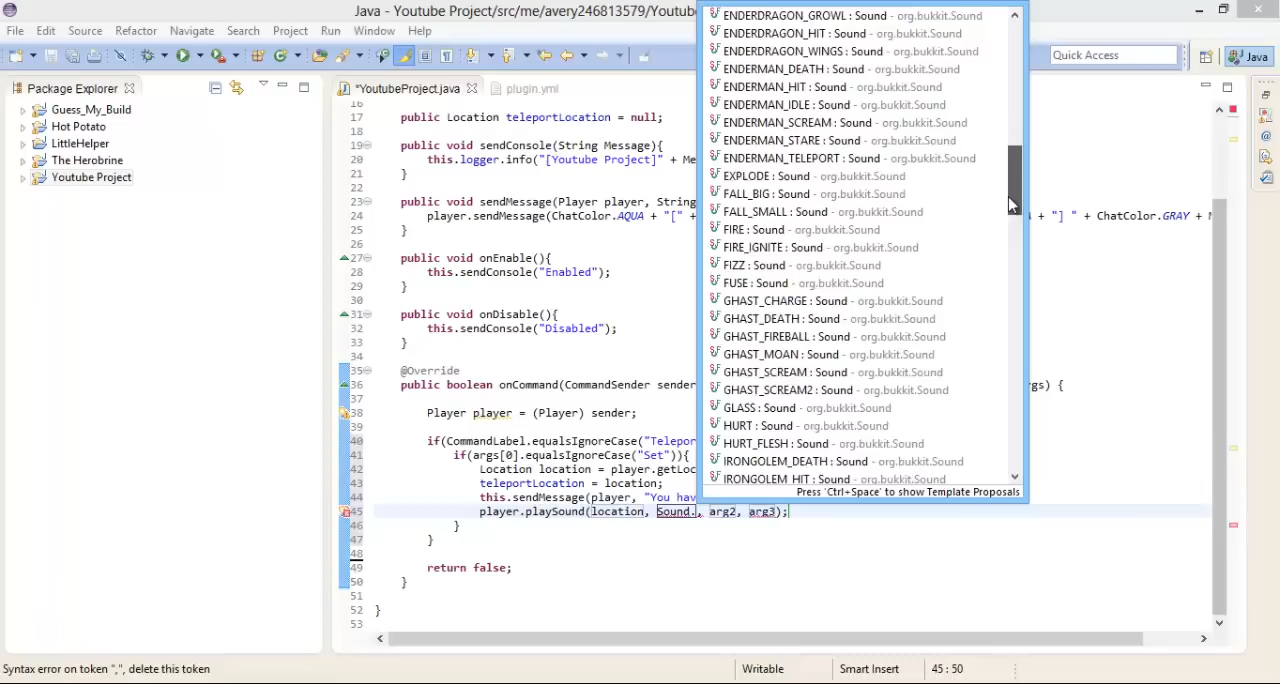 Java - Youtube Project/src/me/avery246813579/Youtub
File Edit Source Refactor Navigate Search Project Run Window Help
Quick Access
Java
Package Explorer
*YoutubeProject.java
plugin.yml
Guess_My_Build
Hot Potato
LittleHelper
The Herobrine
Youtube Project
16
17 public Location teleportLocation = null;
18
19 public void sendConsole(String Message){
20 this.logger.info("[Youtube Project]" + Me
21 }
22
23 public void sendMessage(Player player, String
24 player.sendMessage(ChatColor.AQUA + "[" + + "] " + ChatColor.GRAY + M
25 }
26
27 public void onEnable(){
28 this.sendConsole("Enabled");
29 }
30
31 public void onDisable(){
32 this.sendConsole("Disabled");
33 }
34
35 @Override
36 public boolean onCommand(CommandSender sender rgs) {
37
38 Player player = (Player) sender;
39
40 if(CommandLabel.equalsIgnoreCase("Telepor
41 if(args[0].equalsIgnoreCase("Set")){
42 Location location = player.getLoc
43 teleportLocation = location;
44 this.sendMessage(player, "You hav
45 player.playSound(location, Sound., arg2, arg3);
46 }
47 }
48
49 return false;
50 }
51
52 }
53
ENDERDRAGON_GROWL : Sound - org.bukkit.Sound
ENDERDRAGON_HIT : Sound - org.bukkit.Sound
ENDERDRAGON_WINGS : Sound - org.bukkit.Sound
ENDERMAN_DEATH : Sound - org.bukkit.Sound
ENDERMAN_HIT : Sound - org.bukkit.Sound
ENDERMAN_IDLE : Sound - org.bukkit.Sound
ENDERMAN_SCREAM : Sound - org.bukkit.Sound
ENDERMAN_STARE : Sound - org.bukkit.Sound
ENDERMAN_TELEPORT : Sound - org.bukkit.Sound
EXPLODE : Sound - org.bukkit.Sound
FALL_BIG : Sound - org.bukkit.Sound
FALL_SMALL : Sound - org.bukkit.Sound
FIRE : Sound - org.bukkit.Sound
FIRE_IGNITE : Sound - org.bukkit.Sound
FIZZ : Sound - org.bukkit.Sound
FUSE : Sound - org.bukkit.Sound
GHAST_CHARGE : Sound - org.bukkit.Sound
GHAST_DEATH : Sound - org.bukkit.Sound
GHAST_FIREBALL : Sound - org.bukkit.Sound
GHAST_MOAN : Sound - org.bukkit.Sound
GHAST_SCREAM : Sound - org.bukkit.Sound
GHAST_SCREAM2 : Sound - org.bukkit.Sound
GLASS : Sound - org.bukkit.Sound
HURT : Sound - org.bukkit.Sound
HURT_FLESH : Sound - org.bukkit.Sound
IRONGOLEM_DEATH : Sound - org.bukkit.Sound
IRONGOLEM_HIT : Sound - org.bukkit.Sound
Press 'Ctrl+Space' to show Template Proposals
Syntax error on token ",", delete this token
Writable
Smart Insert
45 : 50